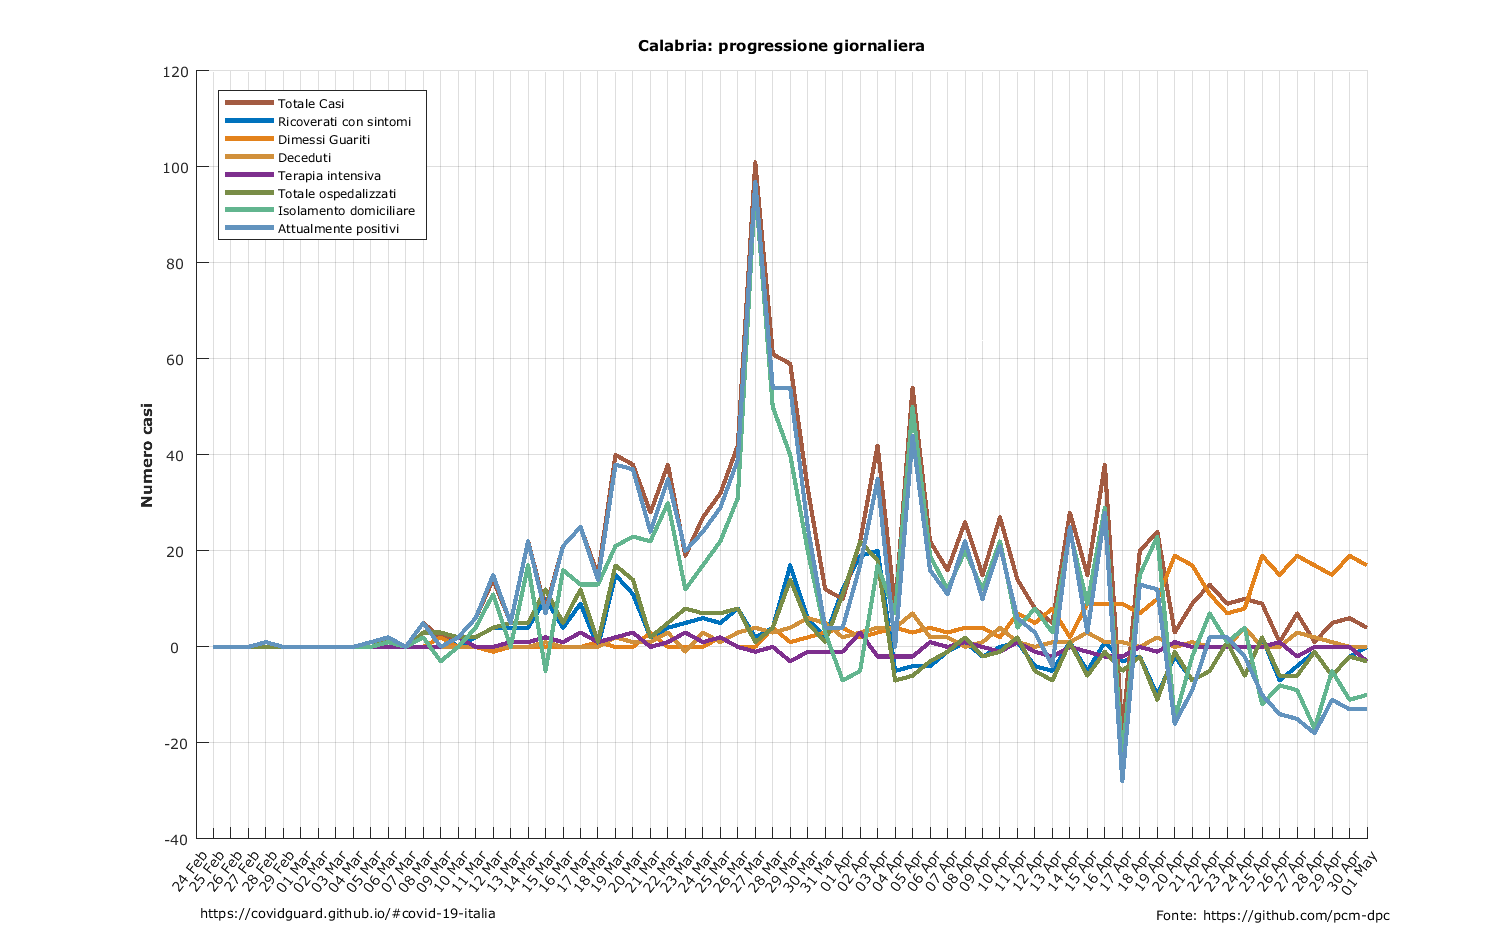 Calabria: progressione giornaliera
Numero casi
120
100
80
60
40
20
0
-20
-40
Totale Casi
Ricoverati con sintomi
Dimessi Guariti
Deceduti
Terapia intensiva
Totale ospedalizzati
Isolamento domiciliare
Attualmente positivi
24 Feb
25 Feb
26 Feb
27 Feb
28 Feb
29 Feb
01 Mar
02 Mar
03 Mar
04 Mar
05 Mar
06 Mar
07 Mar
08 Mar
09 Mar
10 Mar
11 Mar
12 Mar
13 Mar
14 Mar
15 Mar
16 Mar
17 Mar
18 Mar
19 Mar
20 Mar
21 Mar
22 Mar
23 Mar
24 Mar
25 Mar
26 Mar
27 Mar
28 Mar
29 Mar
30 Mar
31 Mar
01 Apr
02 Apr
03 Apr
04 Apr
05 Apr
06 Apr
07 Apr
08 Apr
09 Apr
10 Apr
11 Apr
12 Apr
13 Apr
14 Apr
15 Apr
16 Apr
17 Apr
18 Apr
19 Apr
20 Apr
21 Apr
22 Apr
23 Apr
24 Apr
25 Apr
26 Apr
27 Apr
28 Apr
29 Apr
30 Apr
01 May
https://covidguard.github.io/#covid-19-italia
Fonte: https://github.com/pcm-dpc